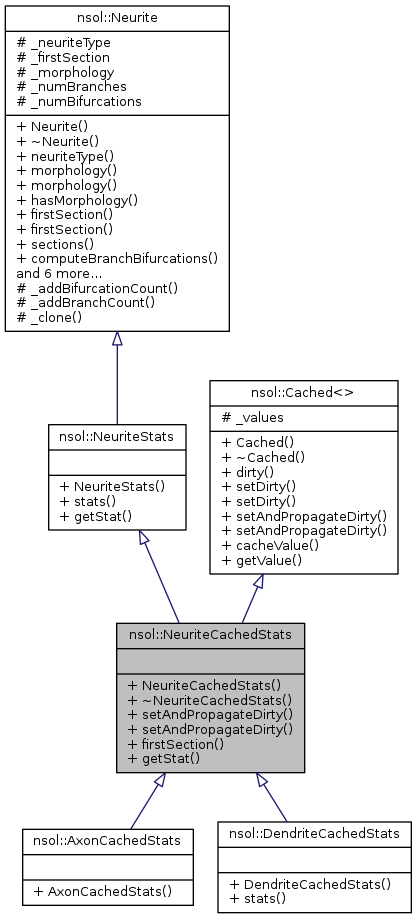 nsol::Neurite
# _neuriteType
# _firstSection
# _morphology
# _numBranches
# _numBifurcations
+ Neurite()
+ ~Neurite()
+ neuriteType()
+ morphology()
+ morphology()
+ hasMorphology()
+ firstSection()
+ firstSection()
+ sections()
+ computeBranchBifurcations()
and 6 more...
# _addBifurcationCount()
# _addBranchCount()
# _clone()
nsol::NeuriteStats
+ NeuriteStats()
+ stats()
+ getStat()
nsol::Cached<>
# _values
+ Cached()
+ ~Cached()
+ dirty()
+ setDirty()
+ setDirty()
+ setAndPropagateDirty()
+ setAndPropagateDirty()
+ cacheValue()
+ getValue()
nsol::NeuriteCachedStats
+ NeuriteCachedStats()
+ ~NeuriteCachedStats()
+ setAndPropagateDirty()
+ setAndPropagateDirty()
+ firstSection()
+ getStat()
nsol::AxonCachedStats
+ AxonCachedStats()
nsol::DendriteCachedStats
+ DendriteCachedStats()
+ stats()